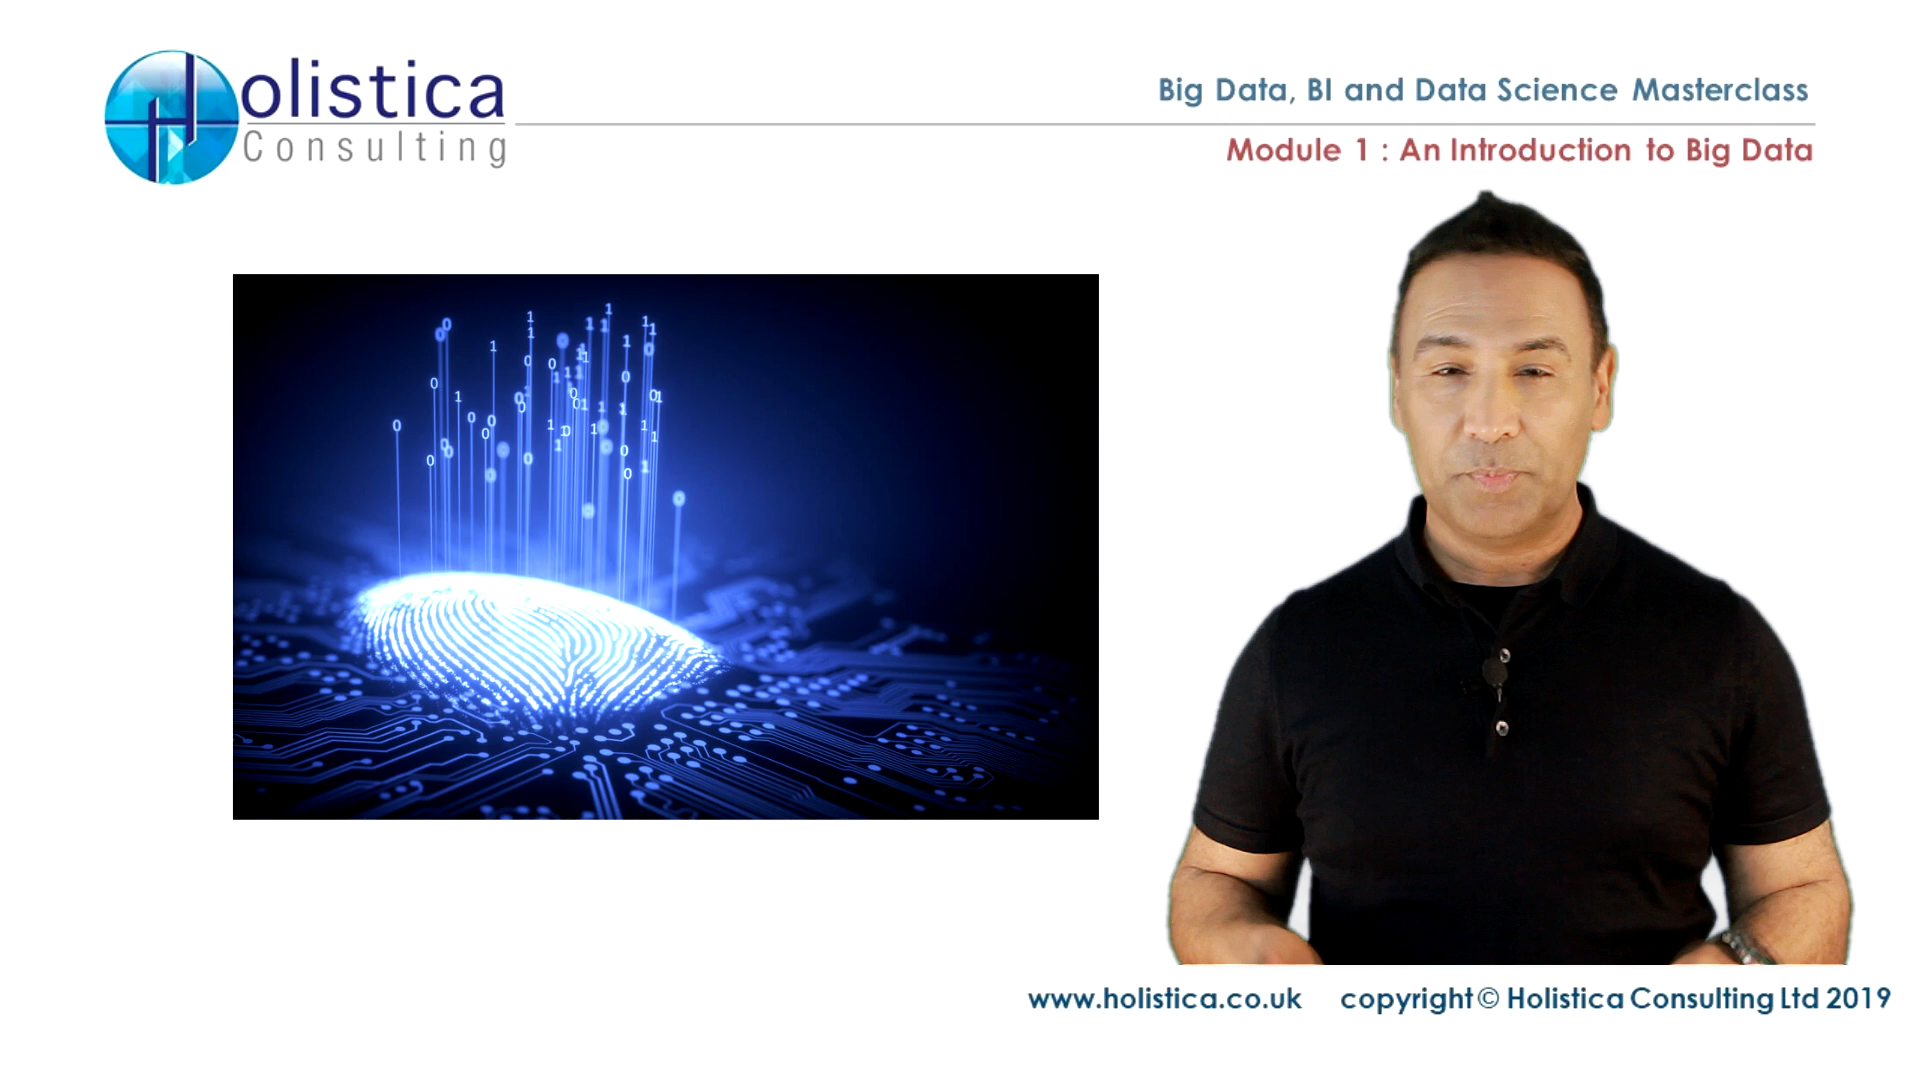 Holistica
Consulting
Big Data, BI and Data Science Masterclass
Module 1 : An Introduction to Big Data
www.holistica.co.uk copyright © Holistica Consulting Ltd 2019